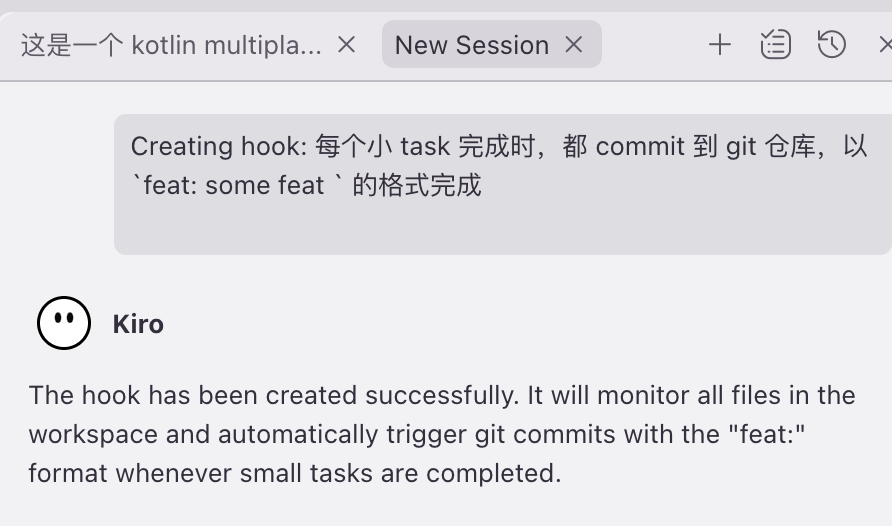 这是一个 kotlin multipla...
New Session
Creating hook: 每个小 task 完成时，都 commit 到 git 仓库，以
`feat: some feat ` 的格式完成
Kiro
The hook has been created successfully. It will monitor all files in the
workspace and automatically trigger git commits with the "feat:"
format whenever small tasks are completed.